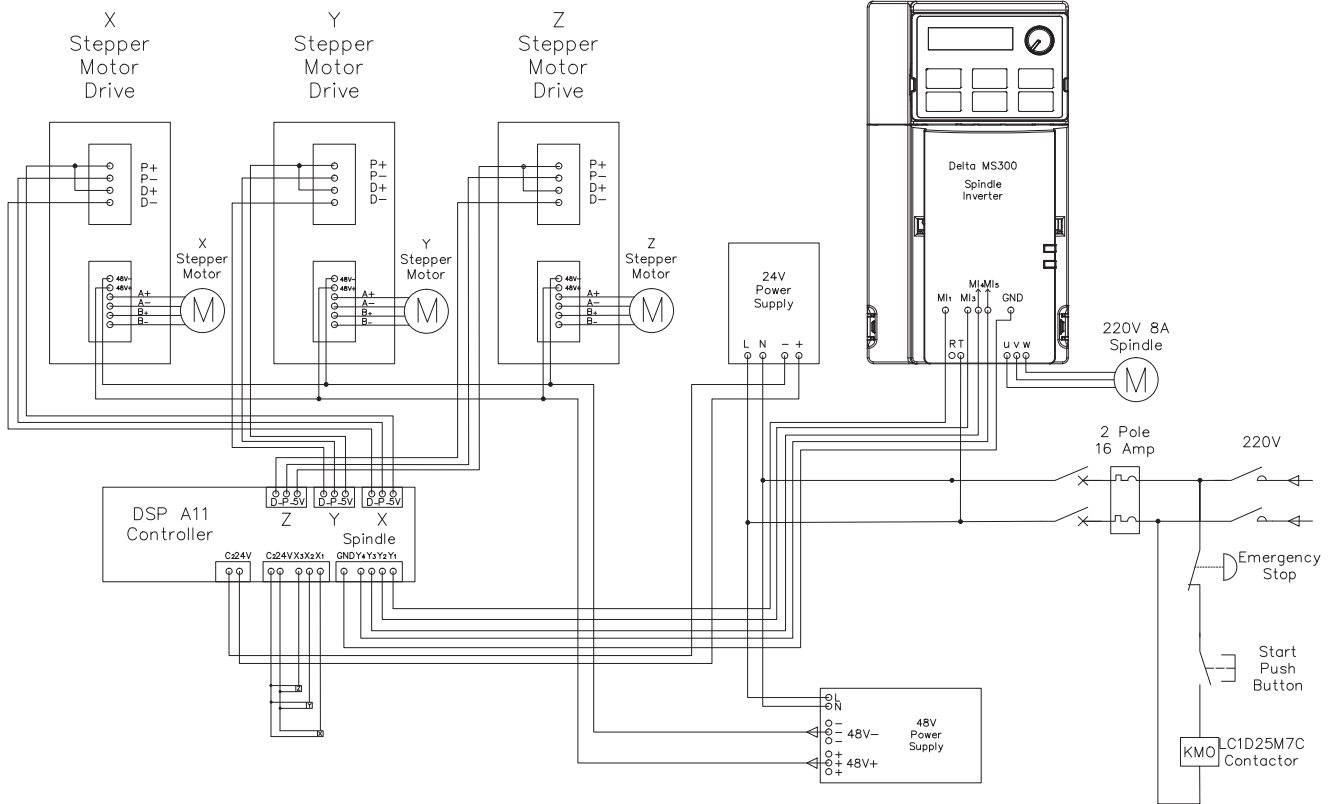 X
Stepper
Motor
Drive
Y
Stepper
Motor
Drive
Z
Stepper
Motor
Drive
P+
P-
D+
D-
P+
P-
D+
D-
P+
P-
D+
D-
X
Stepper
Motor
M
48V-
48V+
A+
A-
B+
B-
Y
Stepper
Motor
M
48V-
48V+
A+
A-
B+
B-
Z
Stepper
Motor
M
48V-
48V+
A+
A-
B+
B-
24V
Power
Supply
L N - +
Delta MS300
Spindle
Inverter
MI1 MI3 MI4 MI5 GND
R T
U V W
220V 8A
Spindle
M
2 Pole
16 Amp
220V
DSP A11
Controller
D- P- 5V
D- P- 5V
D- P- 5V
Z
Y
X
Spindle
C2 24V
C2 24V X3 X2 X1
GND Y4 Y3 Y2 Y1
Z
Y
X
Emergency
Stop
Start
Push
Button
KM0
LC1D25M7C
Contactor
L
N
-
- 48V-
-
+
+ 48V+
+
48V
Power
Supply